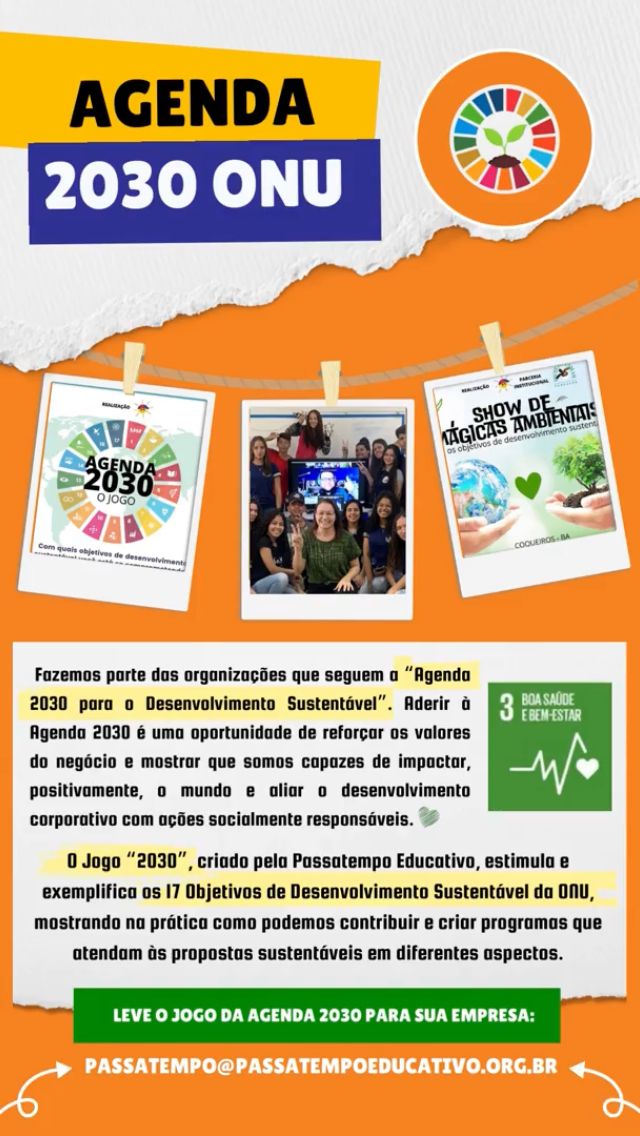 AGENDA
2030 ONU
REALIZAÇÃO
AGENDA
2030
O JOGO
Com quais objetivos de desenvolvimento
REALIZAÇÃO
PARCERIA
INSTITUCIONAL
SHOW DE
MÁGICAS AMBIENTAIS
os objetivos de desenvolvimento sustent
COQUEIROS - BA
Fazemos parte das organizações que seguem a “Agenda
2030 para o Desenvolvimento Sustentável”. Aderir à
Agenda 2030 é uma oportunidade de reforçar os valores
do negócio e mostrar que somos capazes de impactar,
positivamente, o mundo e aliar o desenvolvimento
corporativo com ações socialmente responsáveis.
3 BOA SAÚDE
E BEM-ESTAR
O Jogo “2030”, criado pela Passatempo Educativo, estimula e
exemplifica os 17 Objetivos de Desenvolvimento Sustentável da ONU,
mostrando na prática como podemos contribuir e criar programas que
atendam às propostas sustentáveis em diferentes aspectos.
LEVE O JOGO DA AGENDA 2030 PARA SUA EMPRESA:
PASSATEMPO@PASSATEMPOEDUCATIVO.ORG.BR